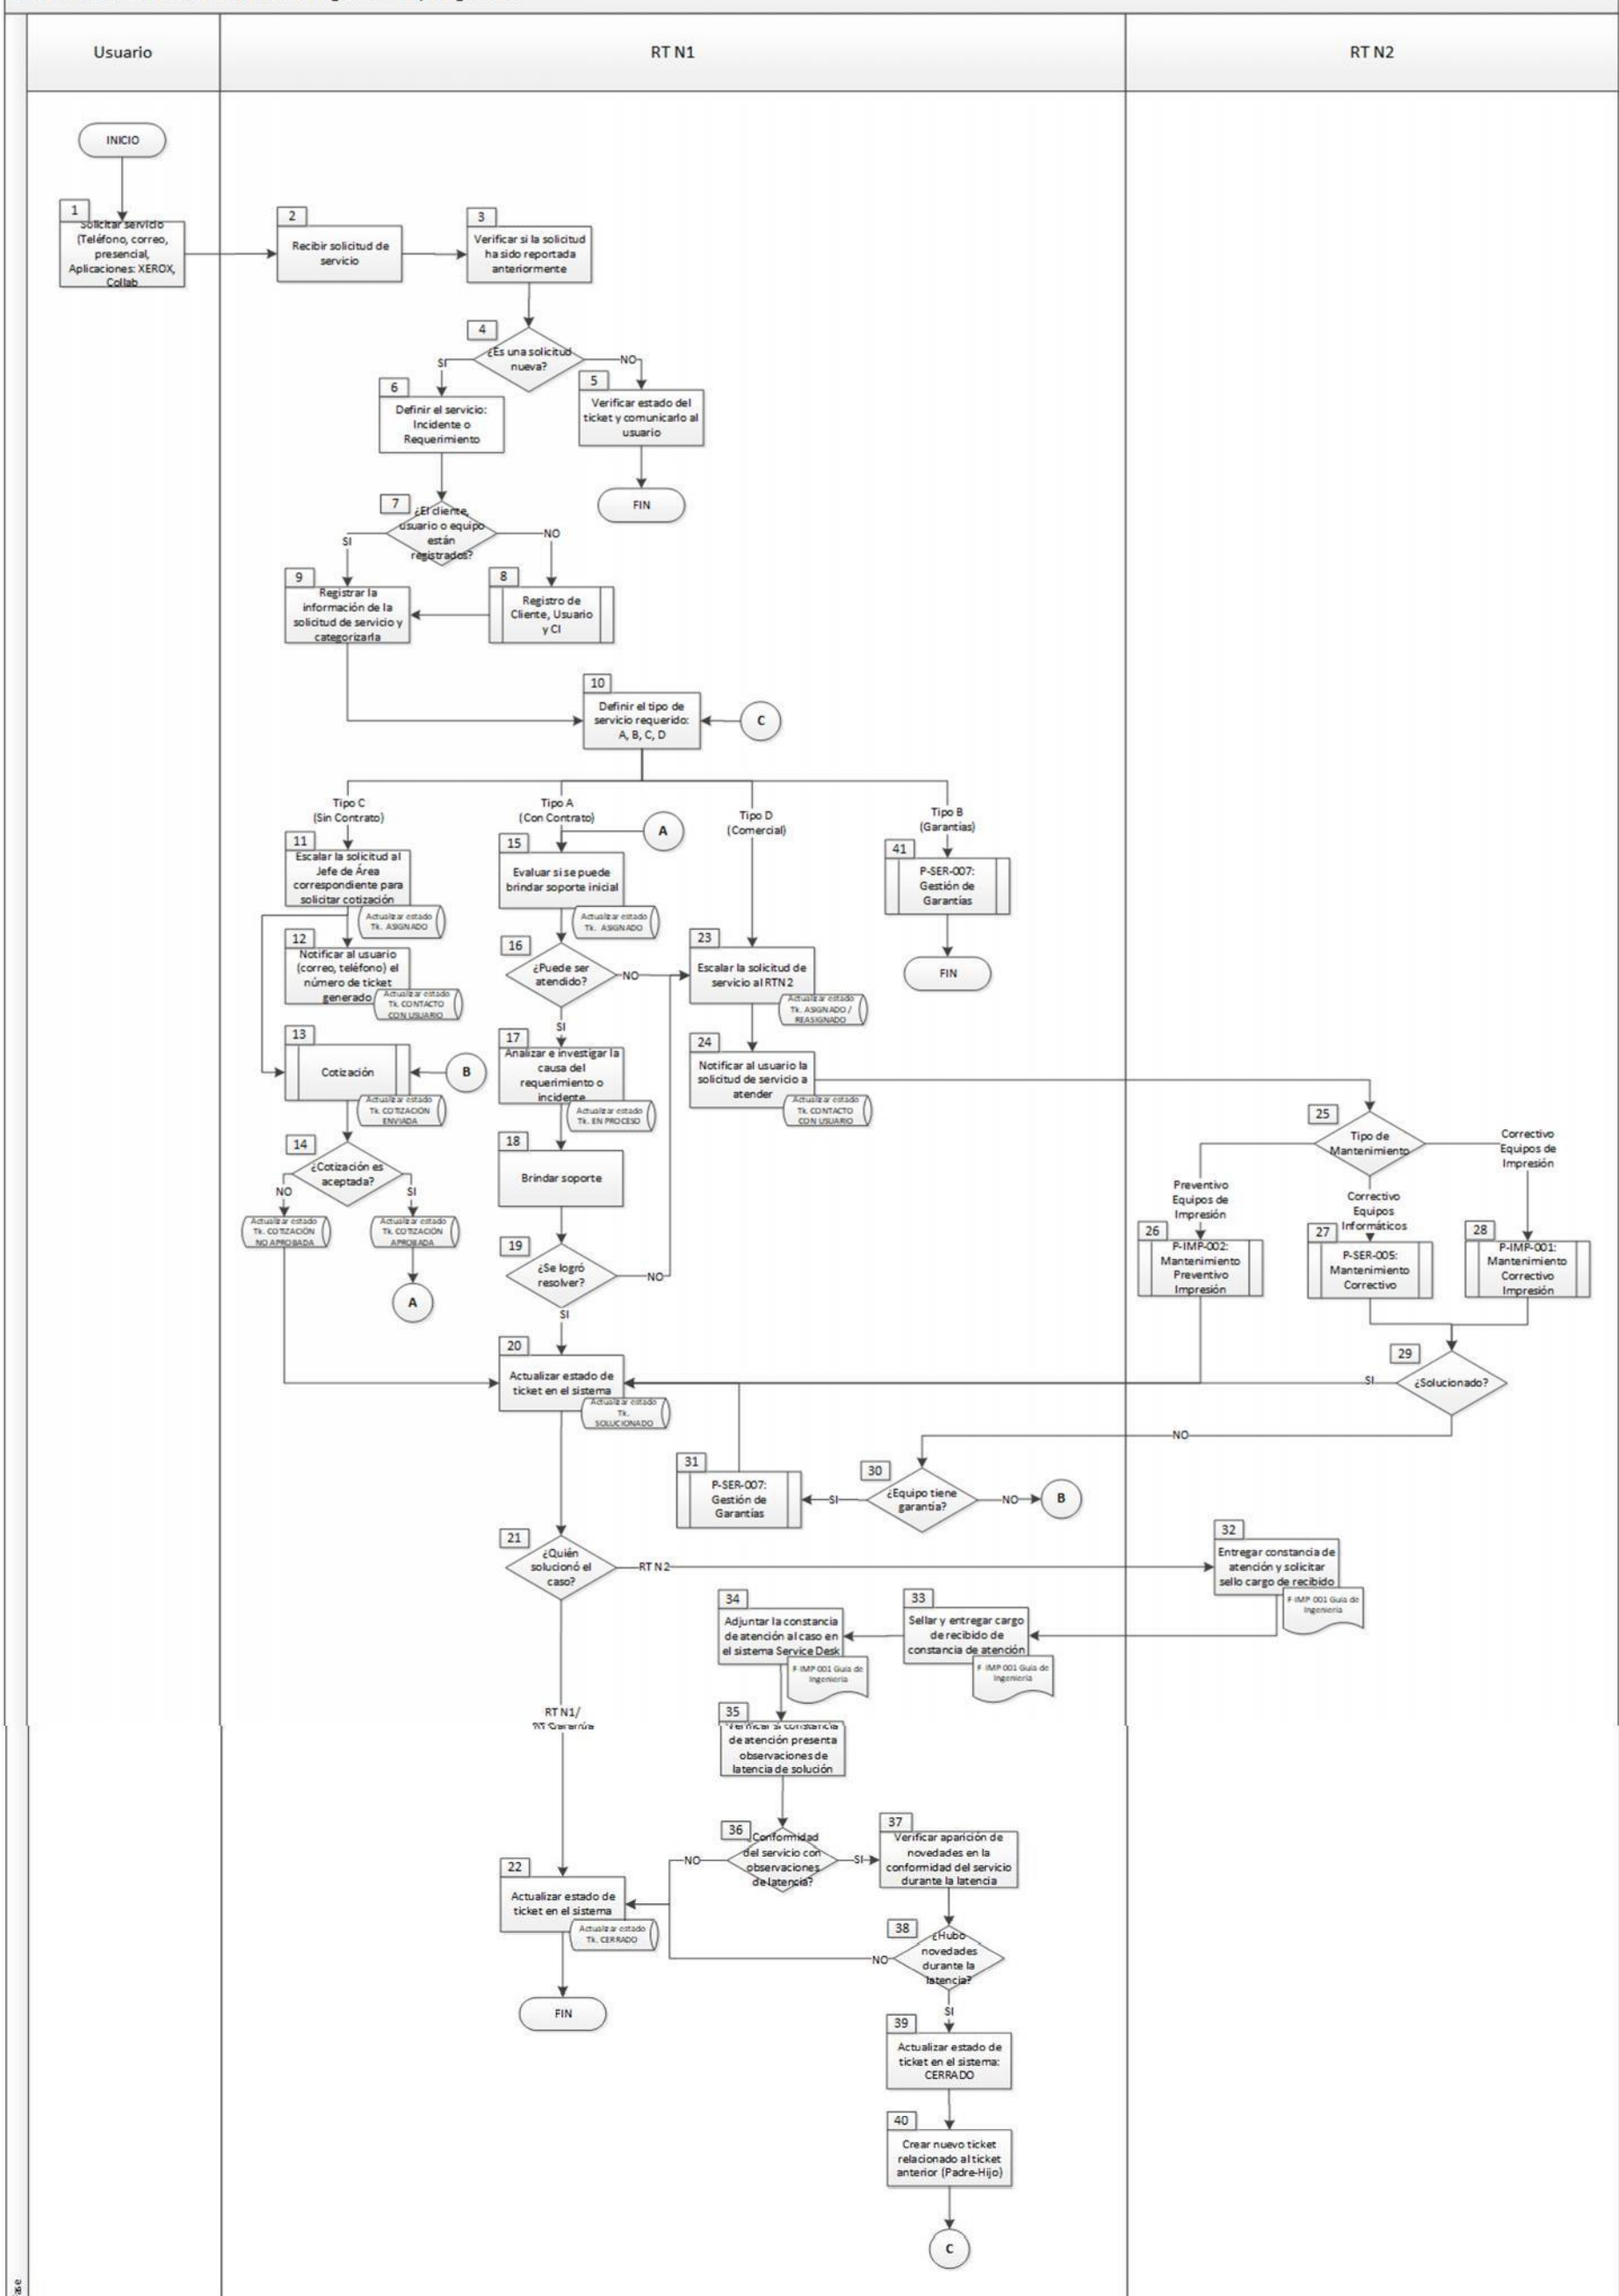 Usuario
RT N1
RT N2
INICIO
1
Solicitar servicio
(Teléfono, correo,
presencial,
Aplicaciones: XEROX,
Collab
2
Recibir solicitud de
servicio
3
Verificar si la solicitud
ha sido reportada
anteriormente
4
¿Es una solicitud
nueva?
SI
NO
6
Definir el servicio:
Incidente o
Requerimiento
5
Verificar estado del
ticket y comunicarlo al
usuario
FIN
7
¿El cliente,
usuario o equipo
están
registrados?
SI
NO
9
Registrar la
información de la
solicitud de servicio y
categorizarla
8
Registro de
Cliente, Usuario
y CI
10
Definir el tipo de
servicio requerido:
A, B, C, D
C
Tipo C
(Sin Contrato)
Tipo A
(Con Contrato)
Tipo D
(Comercial)
Tipo B
(Garantías)
A
11
Escalar la solicitud al
Jefe de Área
correspondiente para
solicitar cotización
Actualizar estado
Tk. ASIGNADO
12
Notificar al usuario
(correo, teléfono) el
número de ticket
generado
Actualizar estado
Tk. CONTACTO
CON USUARIO
13
Cotización
B
Actualizar estado
Tk. COTIZACIÓN
ENVIADA
14
¿Cotización es
aceptada?
NO
SI
Actualizar estado
Tk. COTIZACIÓN
NO APROBADA
Actualizar estado
Tk. COTIZACIÓN
APROBADA
A
15
Evaluar si se puede
brindar soporte inicial
Actualizar estado
Tk. ASIGNADO
16
¿Puede ser
atendido?
NO
SI
17
Analizar e investigar la
causa del
requerimiento o
incidente
Actualizar estado
Tk. EN PROCESO
18
Brindar soporte
19
¿Se logró
resolver?
NO
SI
20
Actualizar estado de
ticket en el sistema
Actualizar estado
Tk.
SOLUCIONADO
23
Escalar la solicitud de
servicio al RTN2
Actualizar estado
Tk. ASIGNADO /
REASIGNADO
24
Notificar al usuario la
solicitud de servicio a
atender
Actualizar estado
Tk. CONTACTO
CON USUARIO
41
P-SER-007:
Gestión de
Garantías
FIN
25
Tipo de
Mantenimiento
Preventivo
Equipos de
Impresión
Correctivo
Equipos
Informáticos
Correctivo
Equipos de
Impresión
26
P-IMP-002:
Mantenimiento
Preventivo
Impresión
27
P-SER-005:
Mantenimiento
Correctivo
28
P-IMP-001:
Mantenimiento
Correctivo
Impresión
29
¿Solucionado?
SI
NO
30
¿Equipo tiene
garantía?
SI
NO
B
31
P-SER-007:
Gestión de
Garantías
21
¿Quién
solucionó el
caso?
RT N2
32
Entregar constancia de
atención y solicitar
sello cargo de recibido
F IMP 001 Guía de
Ingeniería
33
Sellar y entregar cargo
de recibido de
constancia de atención
F IMP 001 Guía de
Ingeniería
34
Adjuntar la constancia
de atención al caso en
el sistema Service Desk
F IMP 001 Guía de
Ingeniería
RT N1/
35
Verificar si constancia
de atención presenta
observaciones de
latencia de solución
36
¿Conformidad
del servicio con
observaciones
de latencia?
NO
SI
37
Verificar aparición de
novedades en la
conformidad del servicio
durante la latencia
22
Actualizar estado de
ticket en el sistema
Actualizar estado
Tk. CERRADO
FIN
38
¿Hubo
novedades
durante la
latencia?
NO
SI
39
Actualizar estado de
ticket en el sistema:
CERRADO
40
Crear nuevo ticket
relacionado al ticket
anterior (Padre-Hijo)
C